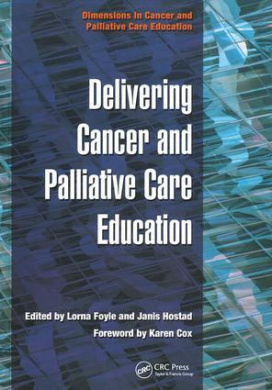 Dimensions in Cancer and
Palliative Care Education
Delivering
Cancer and
Palliative Care
Education
Edited by Lorna Foyle and Janis Hostad
Foreword by Karen Cox
CRC
CRC Press
Taylor & Francis Group